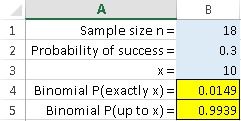 A B
1 Sample size n = 18
2 Probability of success = 0.3
3 x = 10
4 Binomial P(exactly x) = 0.0149
5 Binomial P(up to x) = 0.9939